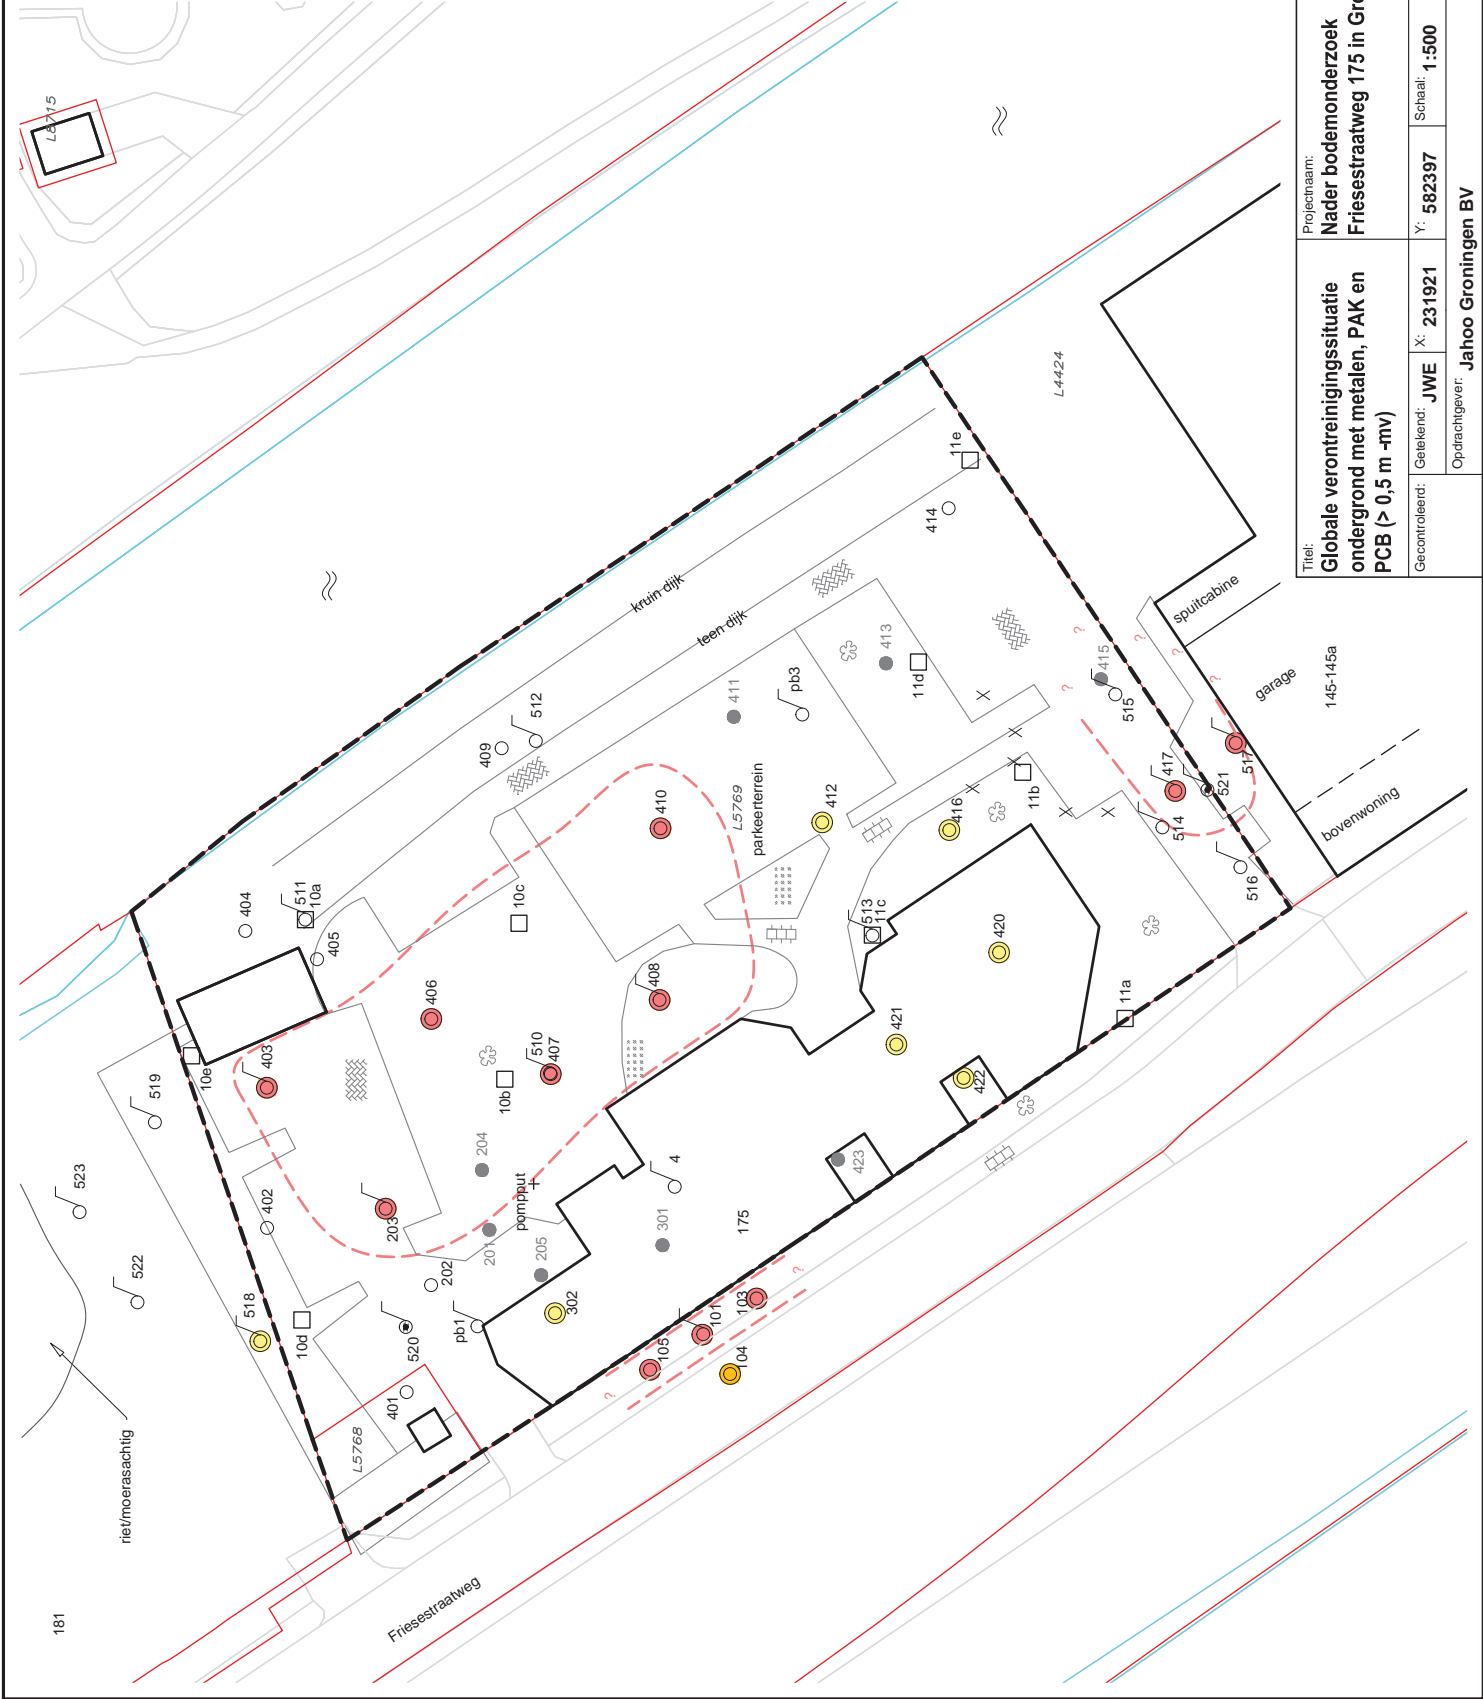 181
riet/moerasachtig
Friesestraatweg
L8715
L5768
L5769
L4424
523
522
519
518
10e
10d
10a
10b
10c
511
404
405
403
402
401
406
510
407
408
203
204
201
202
205
pompput
520
pb1
4
301
302
175
105
101
103
104
?
?
409
512
410
411
pb3
parkeerterrein
412
kruin dijk
teen dijk
413
11d
414
11e
415
515
416
11b
513
11c
420
421
422
423
11a
417
514
521
516
517
?
?
?
?
?
spuitcabine
garage
145-145a
bovenwoning
Titel:
Globale verontreinigingssituatie
ondergrond met metalen, PAK en
PCB (> 0,5 m -mv)
Projectnaam:
Nader bodemonderzoek
Friesestraatweg 175 in Gro
Gecontroleerd:
Getekend: JWE
X: 231921
Y: 582397
Schaal: 1:500
Opdrachtgever: Jahoo Groningen BV